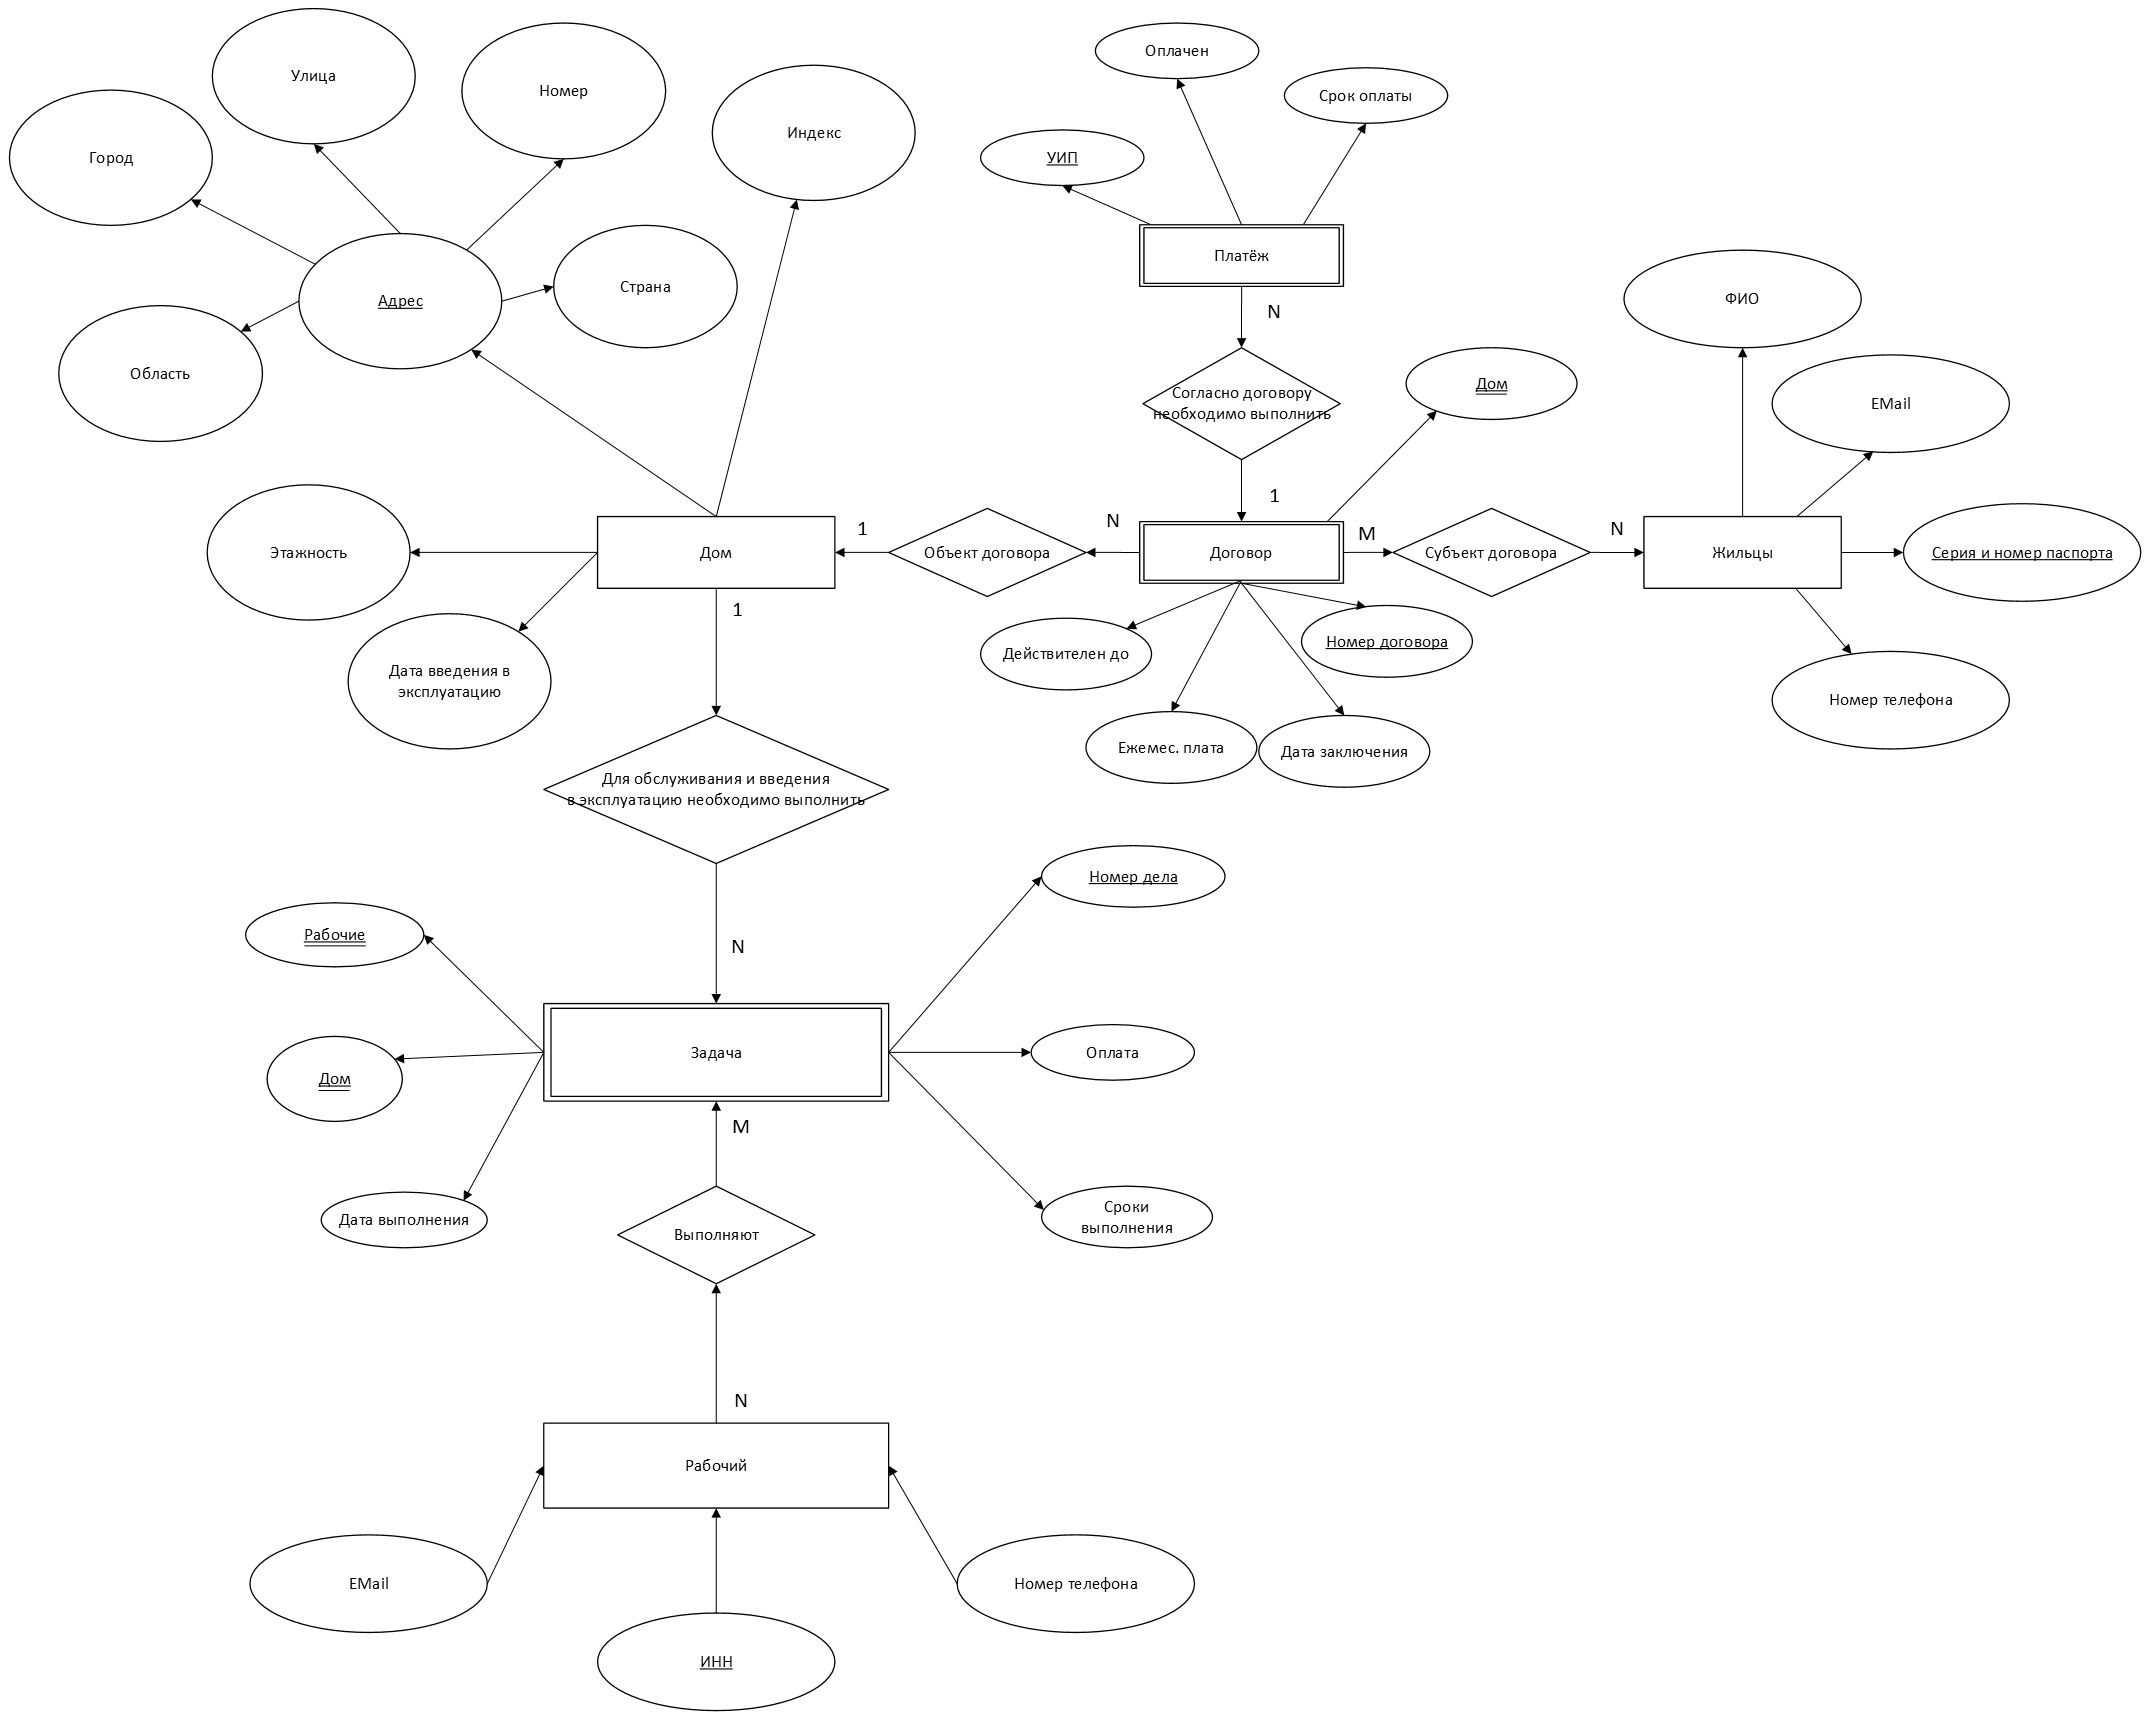 Улица
Номер
Оплачен
Срок оплаты
Индекс
Город
УИП
Платёж
Страна
Адрес
ФИО
N
Область
Дом
Согласно договору
необходимо выполнить
EMail
1
1
N
M
N
Этажность
Дом
Объект договора
Договор
Субъект договора
Жильцы
Серия и номер паспорта
1
Номер договора
Действителен до
Дата введения в
эксплуатацию
Номер телефона
Ежемес. плата
Дата заключения
Для обслуживания и введения
в эксплуатацию необходимо выполнить
Номер дела
Рабочие
N
Задача
Оплата
Дом
M
Дата выполнения
Сроки
выполнения
Выполняют
N
Рабочий
EMail
Номер телефона
ИНН